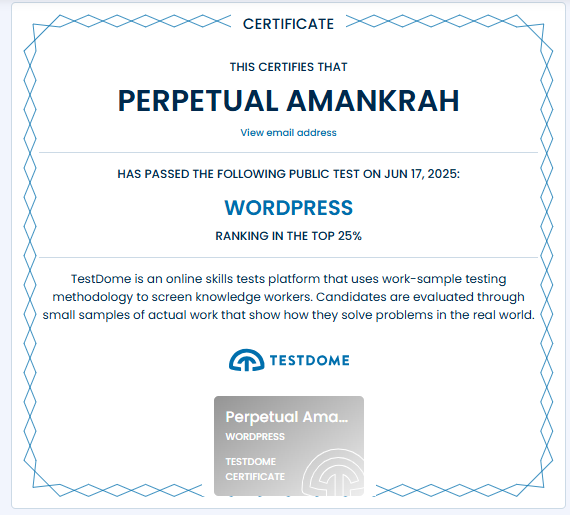 CERTIFICATE
THIS CERTIFIES THAT
PERPETUAL AMANKRAH
View email address
HAS PASSED THE FOLLOWING PUBLIC TEST ON JUN 17, 2025:
WORDPRESS
RANKING IN THE TOP 25%
TestDome is an online skills tests platform that uses work-sample testing
methodology to screen knowledge workers. Candidates are evaluated through
small samples of actual work that show how they solve problems in the real world.
TESTDOME
Perpetual Ama...
WORDPRESS
TESTDOME
CERTIFICATE